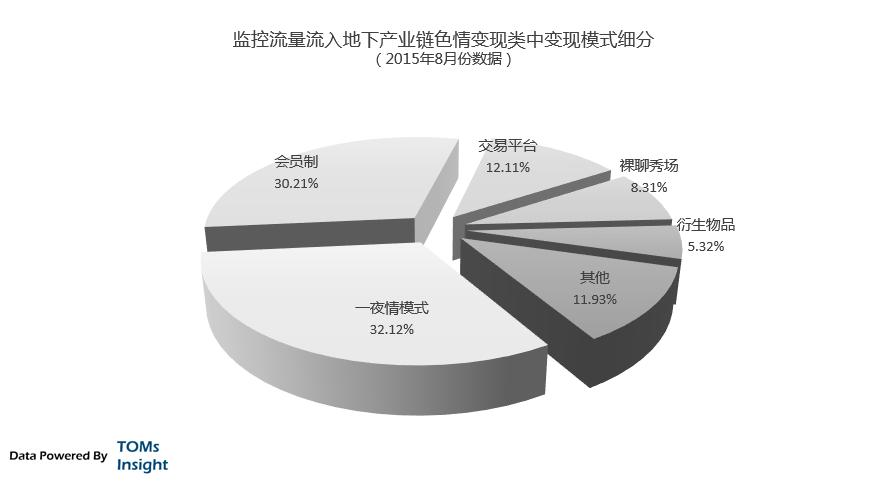 监控流量流入地下产业链色情变现类中变现模式细分
（2015年8月份数据）
会员制
30.21%
交易平台
12.11%
裸聊秀场
8.31%
衍生物品
5.32%
其他
11.93%
一夜情模式
32.12%
Data Powered By
TOMs
Insight